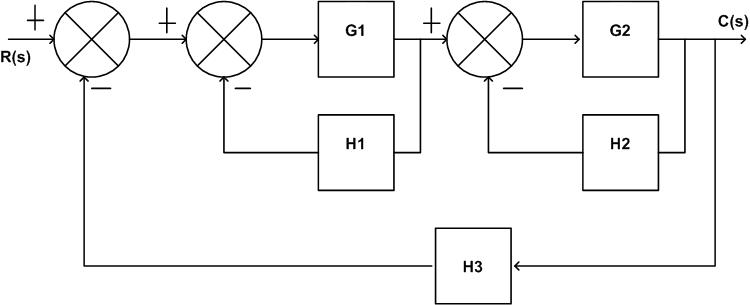 + + G1 + G2 C(s)
R(s) − − −
H1 H2
H3